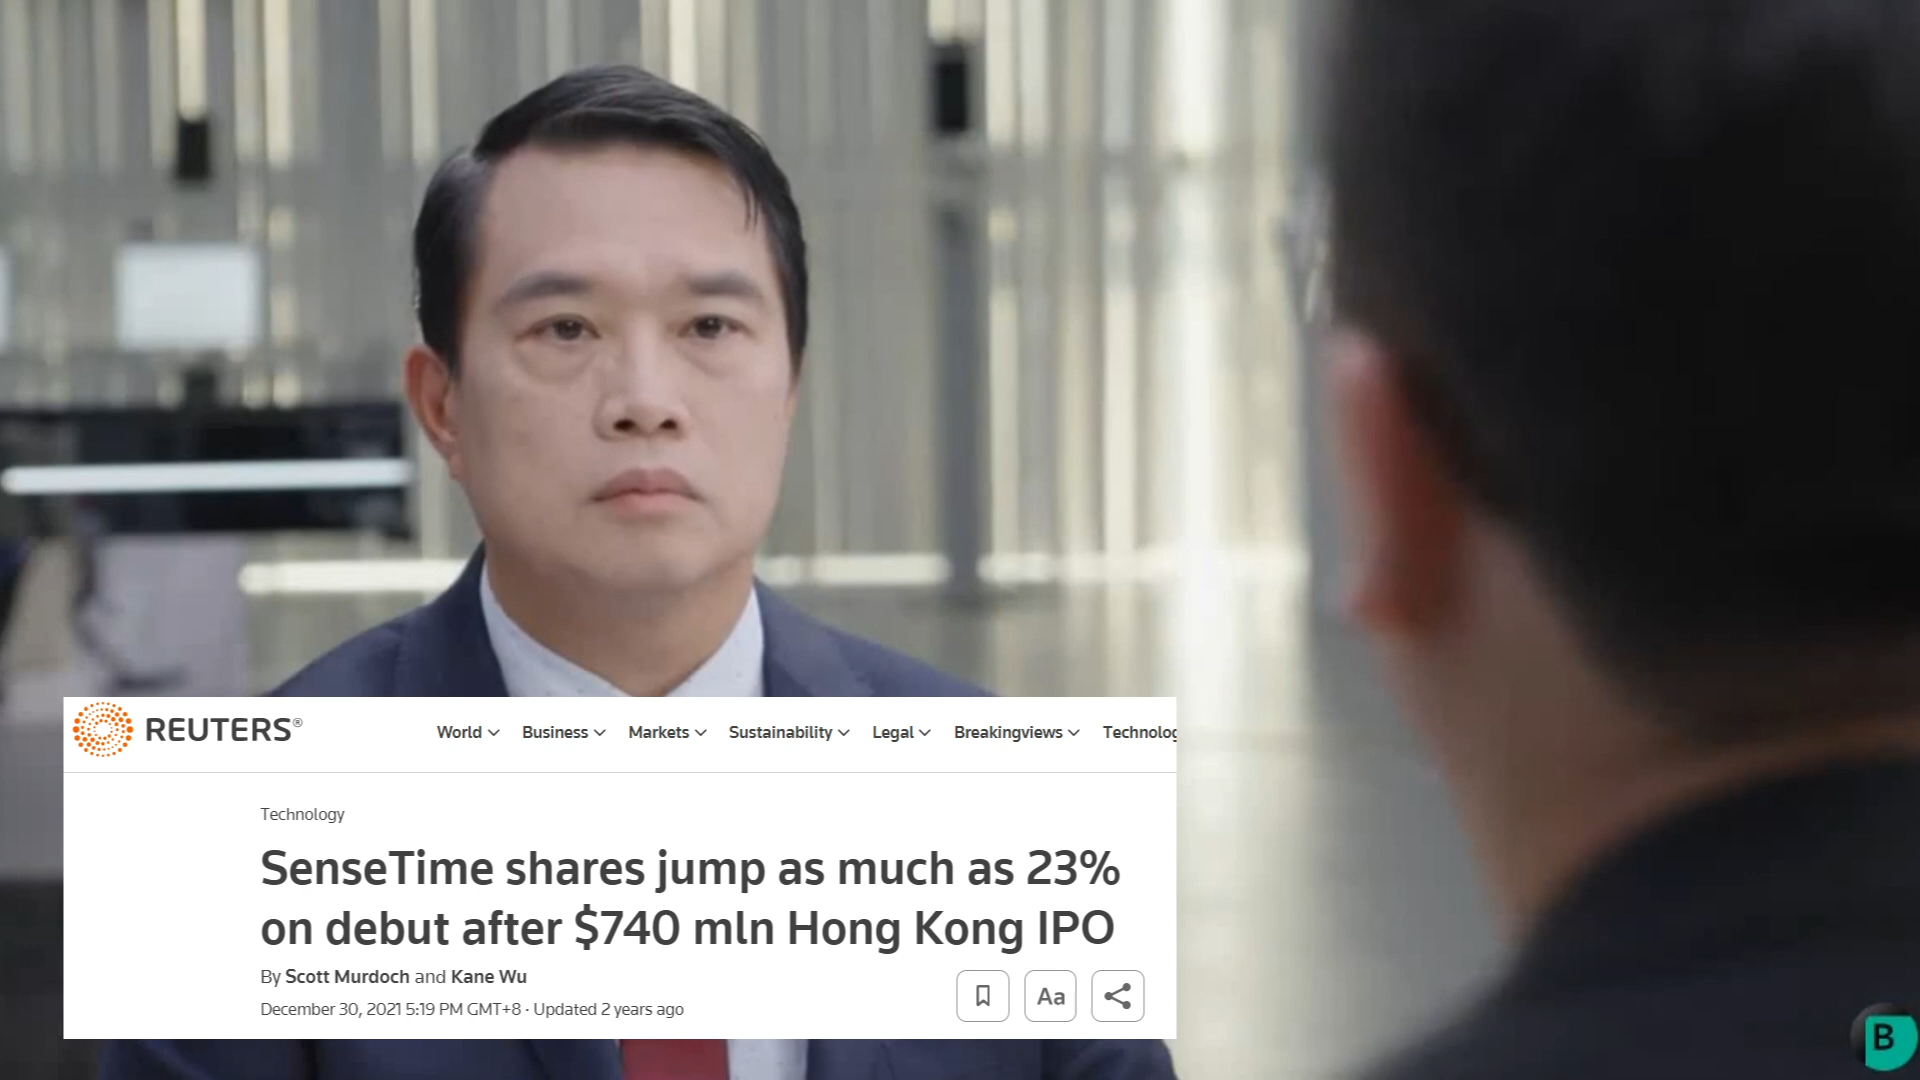 REUTERS®
World Business Markets Sustainability Legal Breakingviews Technolog
Technology
SenseTime shares jump as much as 23%
on debut after $740 mln Hong Kong IPO
By Scott Murdoch and Kane Wu
December 30, 2021 5:19 PM GMT+8 · Updated 2 years ago
Aa
B